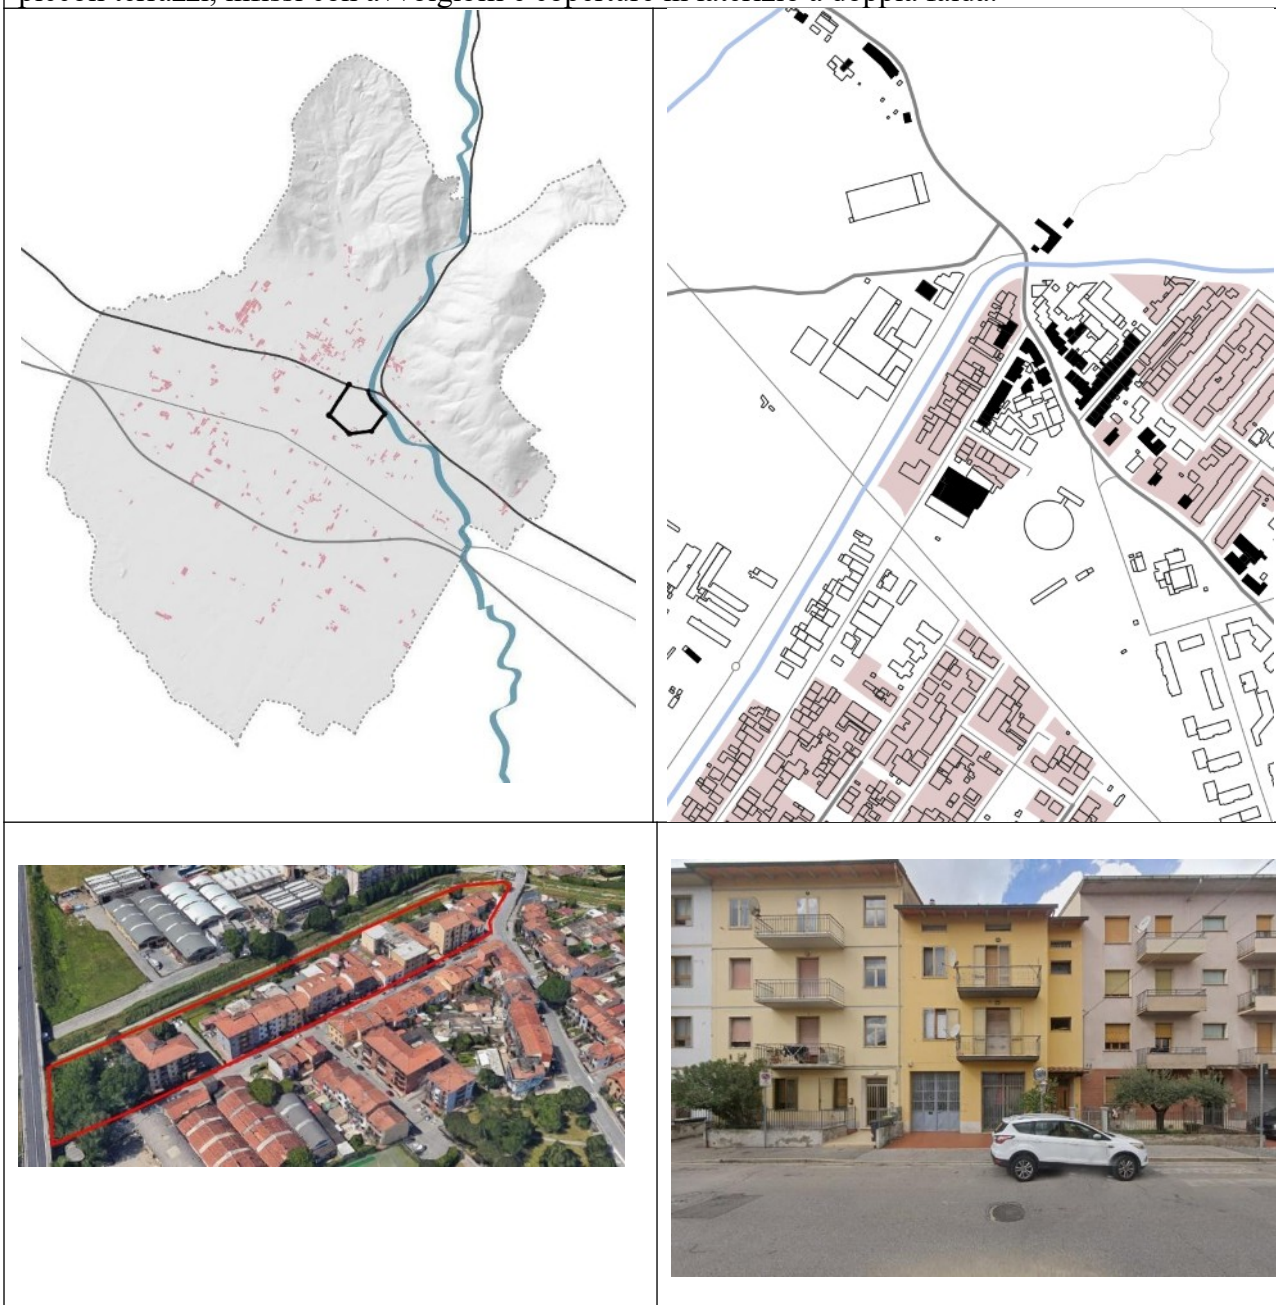 piccoli terrazzi, infissi con avvolgibili e coperture in laterizio a doppia falda.